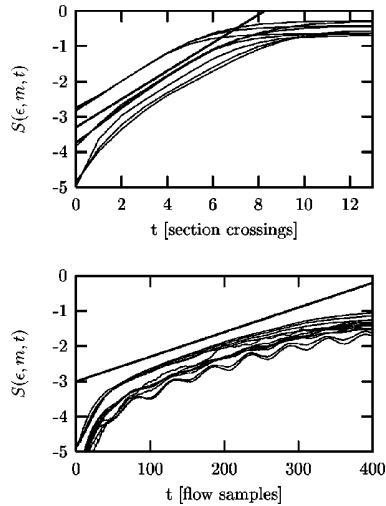 0
-1
-2
-3
-4
-5
S(ϵ, m, t)
0 2 4 6 8 10 12
t [section crossings]
0
-1
-2
-3
-4
-5
S(ϵ, m, t)
0 100 200 300 400
t [flow samples]